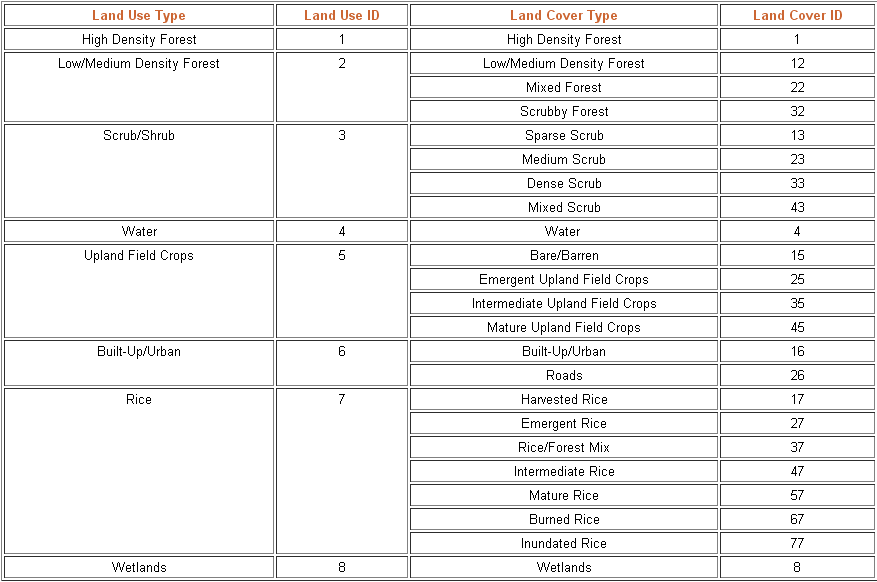 Land Use Type Land Use ID Land Cover Type Land Cover ID
High Density Forest 1 High Density Forest 1
Low/Medium Density Forest 2 Low/Medium Density Forest 12
Mixed Forest 22
Scrubby Forest 32
Scrub/Shrub 3 Sparse Scrub 13
Medium Scrub 23
Dense Scrub 33
Mixed Scrub 43
Water 4 Water 4
Upland Field Crops 5 Bare/Barren 15
Emergent Upland Field Crops 25
Intermediate Upland Field Crops 35
Mature Upland Field Crops 45
Built-Up/Urban 6 Built-Up/Urban 16
Roads 26
Rice 7 Harvested Rice 17
Emergent Rice 27
Rice/Forest Mix 37
Intermediate Rice 47
Mature Rice 57
Burned Rice 67
Inundated Rice 77
Wetlands 8 Wetlands 8